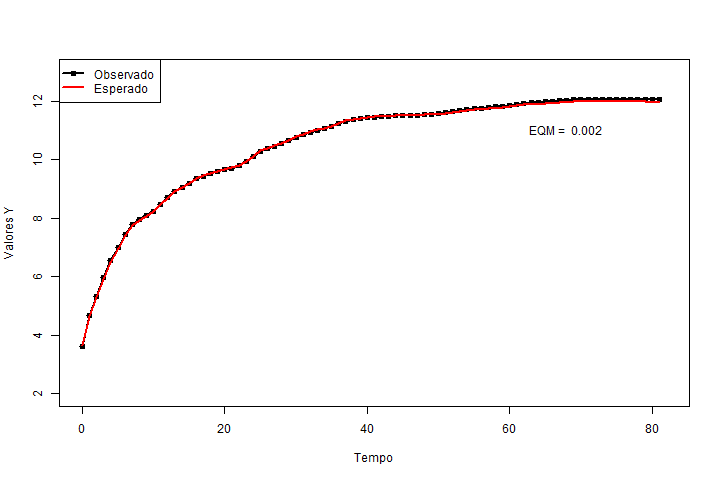 Observado
Esperado
EQM = 0.002
Valores Y
12
10
8
6
4
2
0 20 40 60 80
Tempo